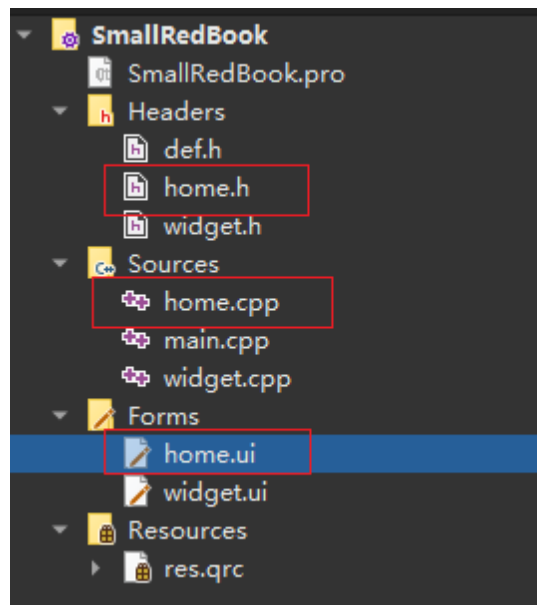 SmallRedBook
SmallRedBook.pro
Headers
def.h
home.h
widget.h
Sources
home.cpp
main.cpp
widget.cpp
Forms
home.ui
widget.ui
Resources
res.qrc